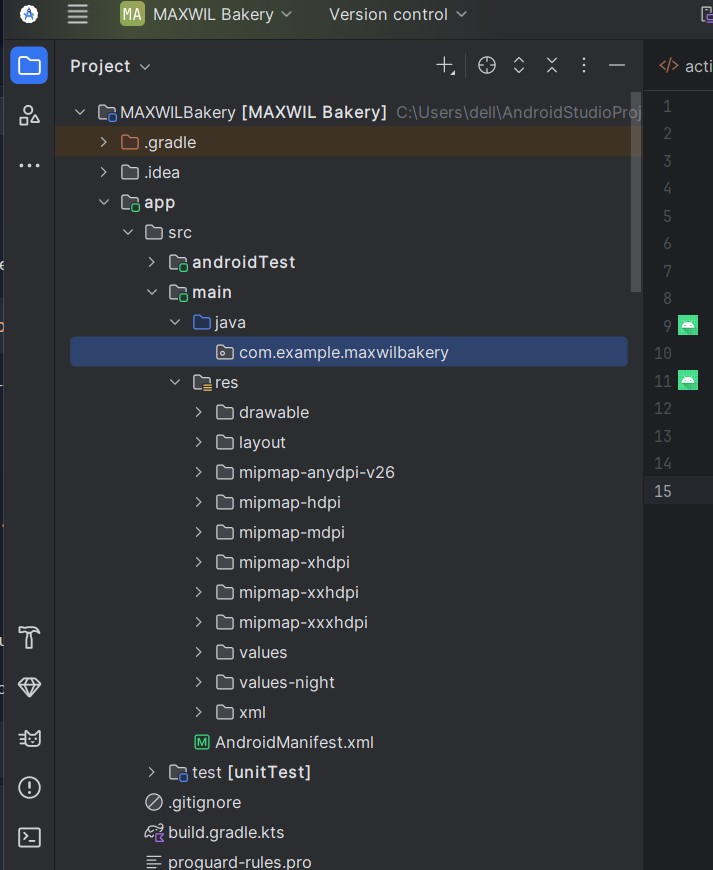 MA MAXWIL Bakery Version control
Project
acti
MAXWILBakery [MAXWIL Bakery] C:\Users\dell\AndroidStudioProj
.gradle
.idea
app
src
androidTest
main
java
com.example.maxwilbakery
res
drawable
layout
mipmap-anydpi-v26
mipmap-hdpi
mipmap-mdpi
mipmap-xhdpi
mipmap-xxhdpi
mipmap-xxxhdpi
values
values-night
xml
AndroidManifest.xml
test [unitTest]
.gitignore
build.gradle.kts
proguard-rules.pro
1
2
3
4
5
6
7
8
9
10
11
12
13
14
15